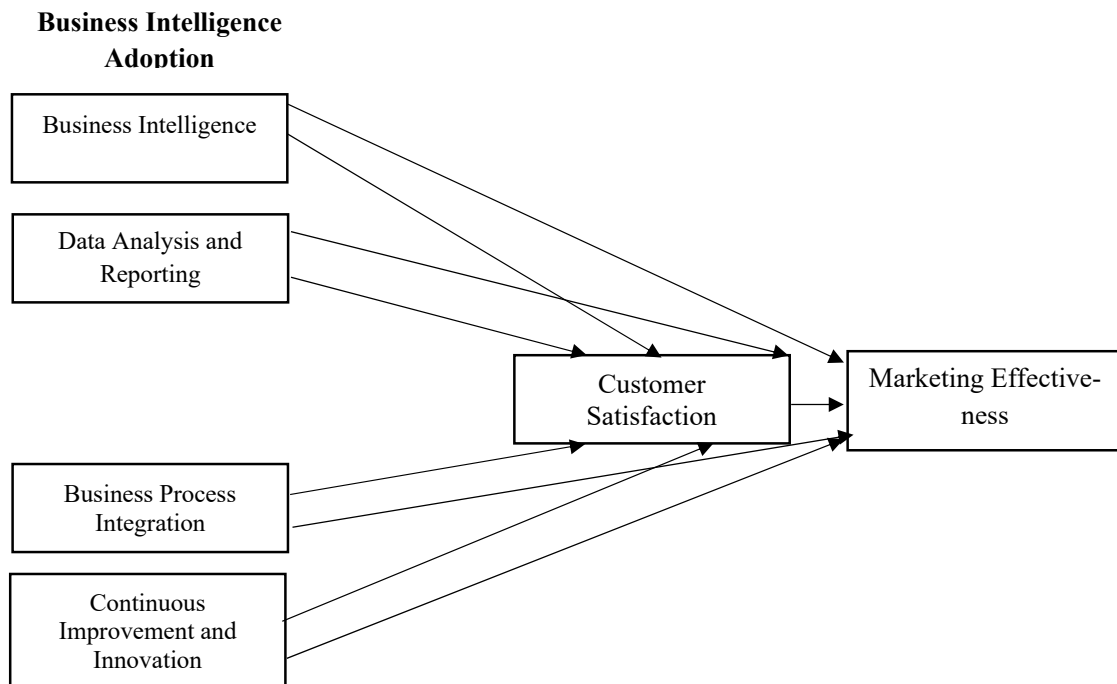 Business Intelligence
Adoption
Business Intelligence
Data Analysis and
Reporting
Customer
Satisfaction
Marketing Effective-
ness
Business Process
Integration
Continuous
Improvement and
Innovation